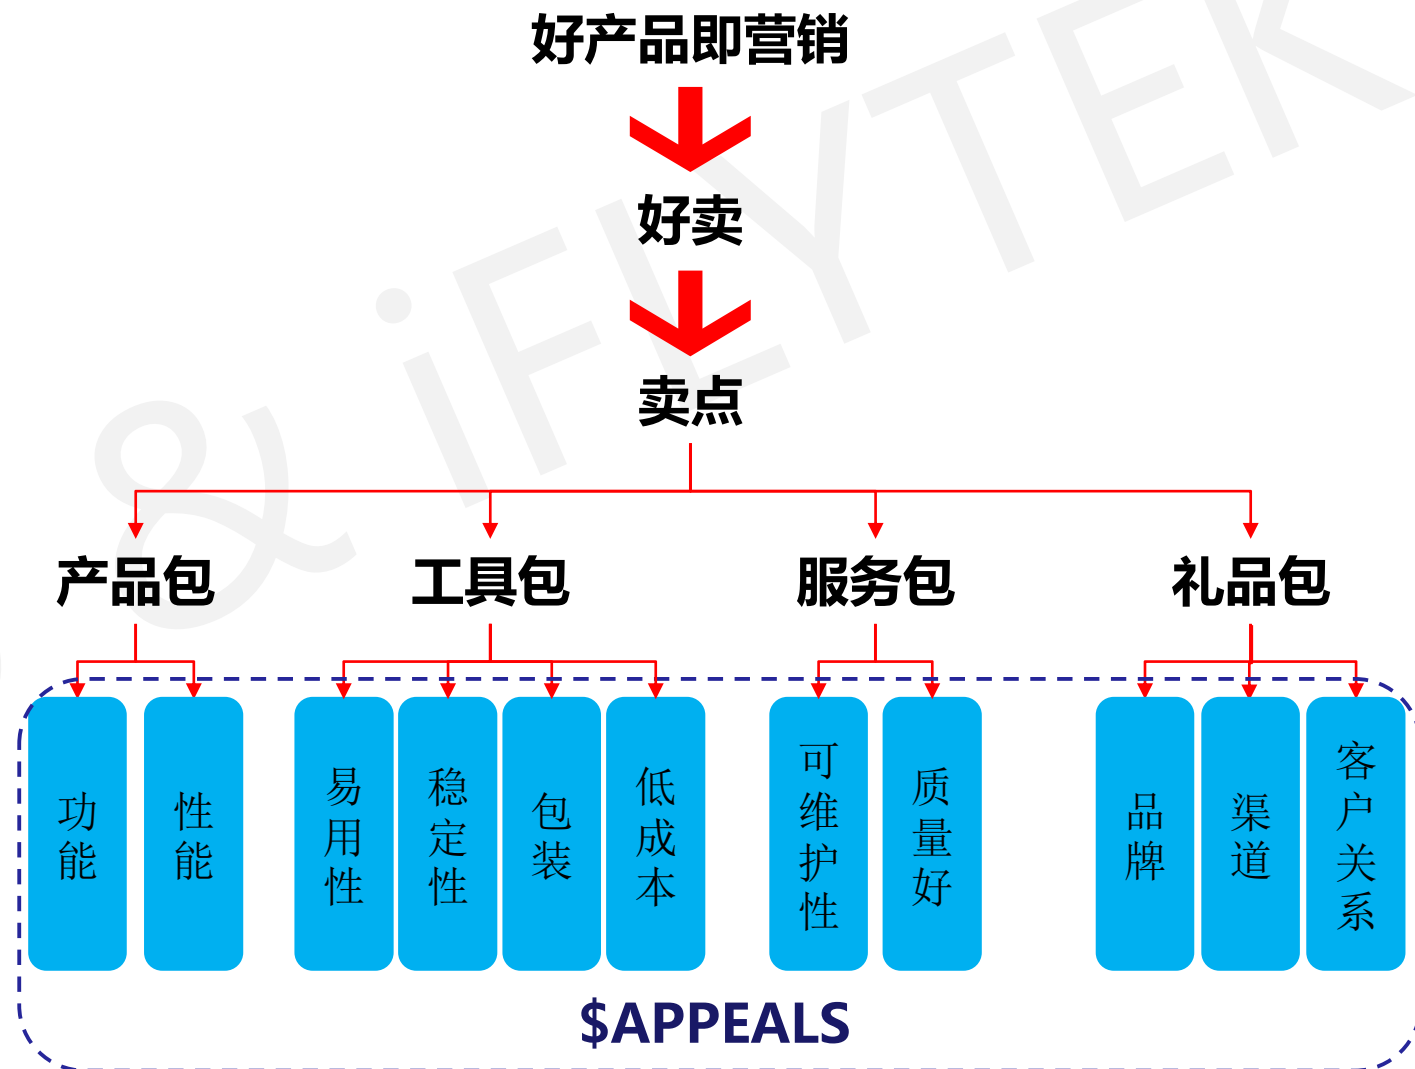 好产品即营销
好卖
卖点
产品包
工具包
服务包
礼品包
功能
性能
易用性
稳定性
包装
低成本
可维护性
质量好
品牌
渠道
客户关系
$APPEALS
& iFLYTEK